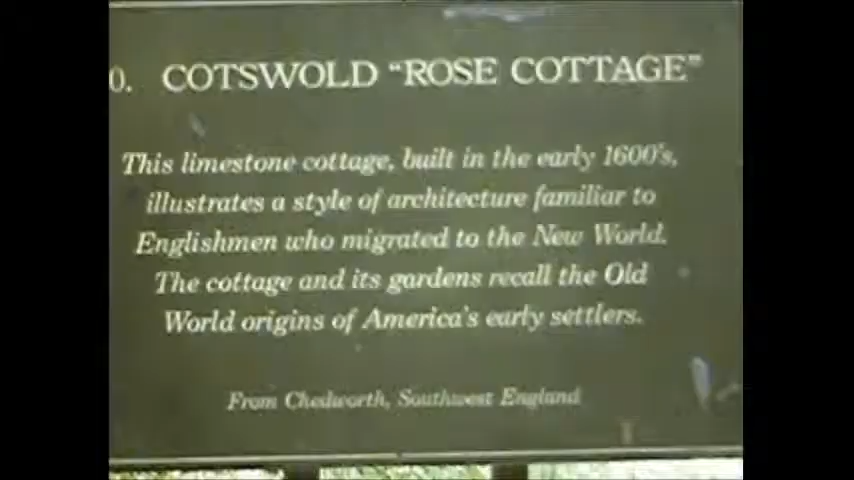 0. COTSWOLD "ROSE COTTAGE"
This limestone cottage, built in the early 1600's,
illustrates a style of architecture familiar to
Englishmen who migrated to the New World.
The cottage and its gardens recall the Old
World origins of America's early settlers.
From Chedworth, Southwest England